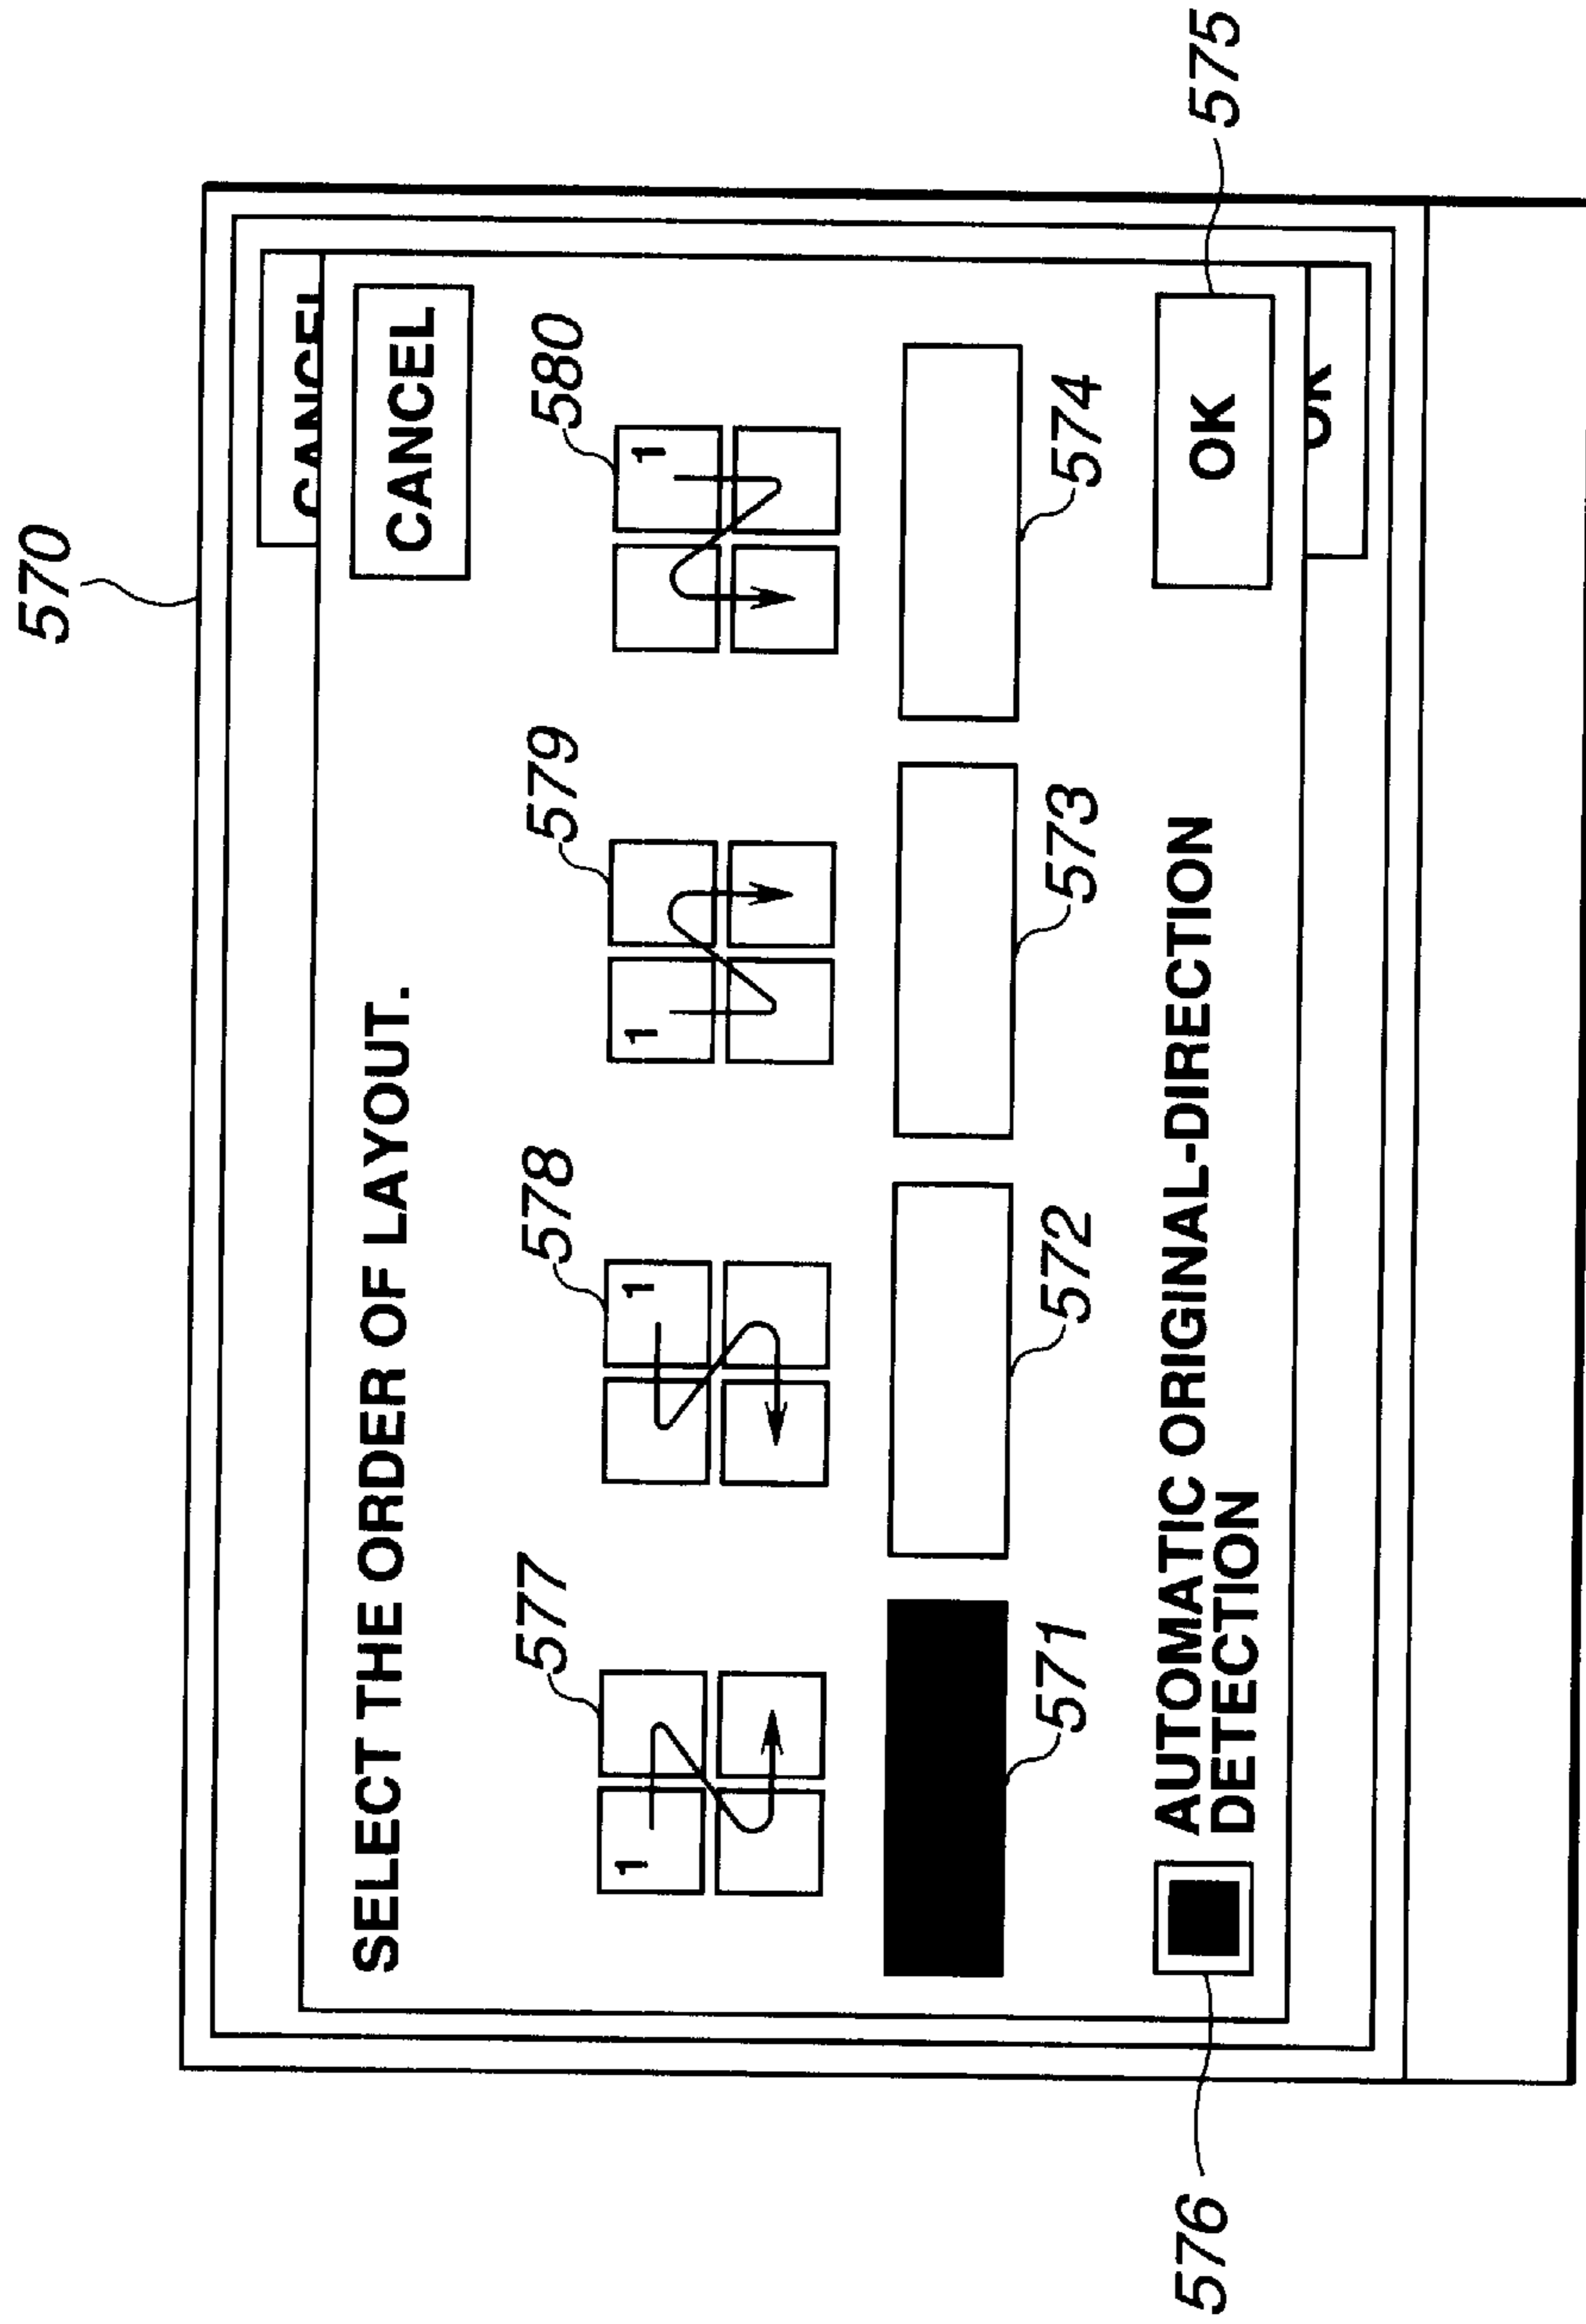 570
CANCEL
SELECT THE ORDER OF LAYOUT.
CANCEL
577
578
579
580
1
1
1
1
571
572
573
574
576
AUTOMATIC ORIGINAL-DIRECTION
DETECTION
OK
575
OK